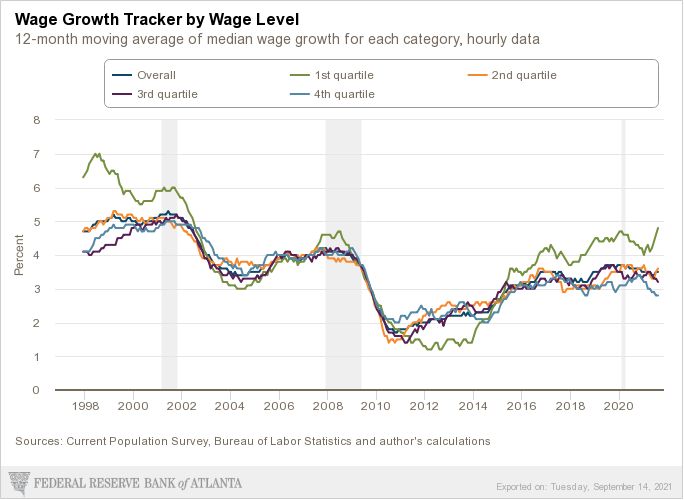 Wage Growth Tracker by Wage Level
12-month moving average of median wage growth for each category, hourly data
Overall 1st quartile 2nd quartile
3rd quartile 4th quartile
8
7
6
5
4
3
2
1
0
Percent
1998 2000 2002 2004 2006 2008 2010 2012 2014 2016 2018 2020
Sources: Current Population Survey, Bureau of Labor Statistics and author's calculations
FEDERAL RESERVE BANK of ATLANTA
Exported on: Tuesday, September 14, 2021